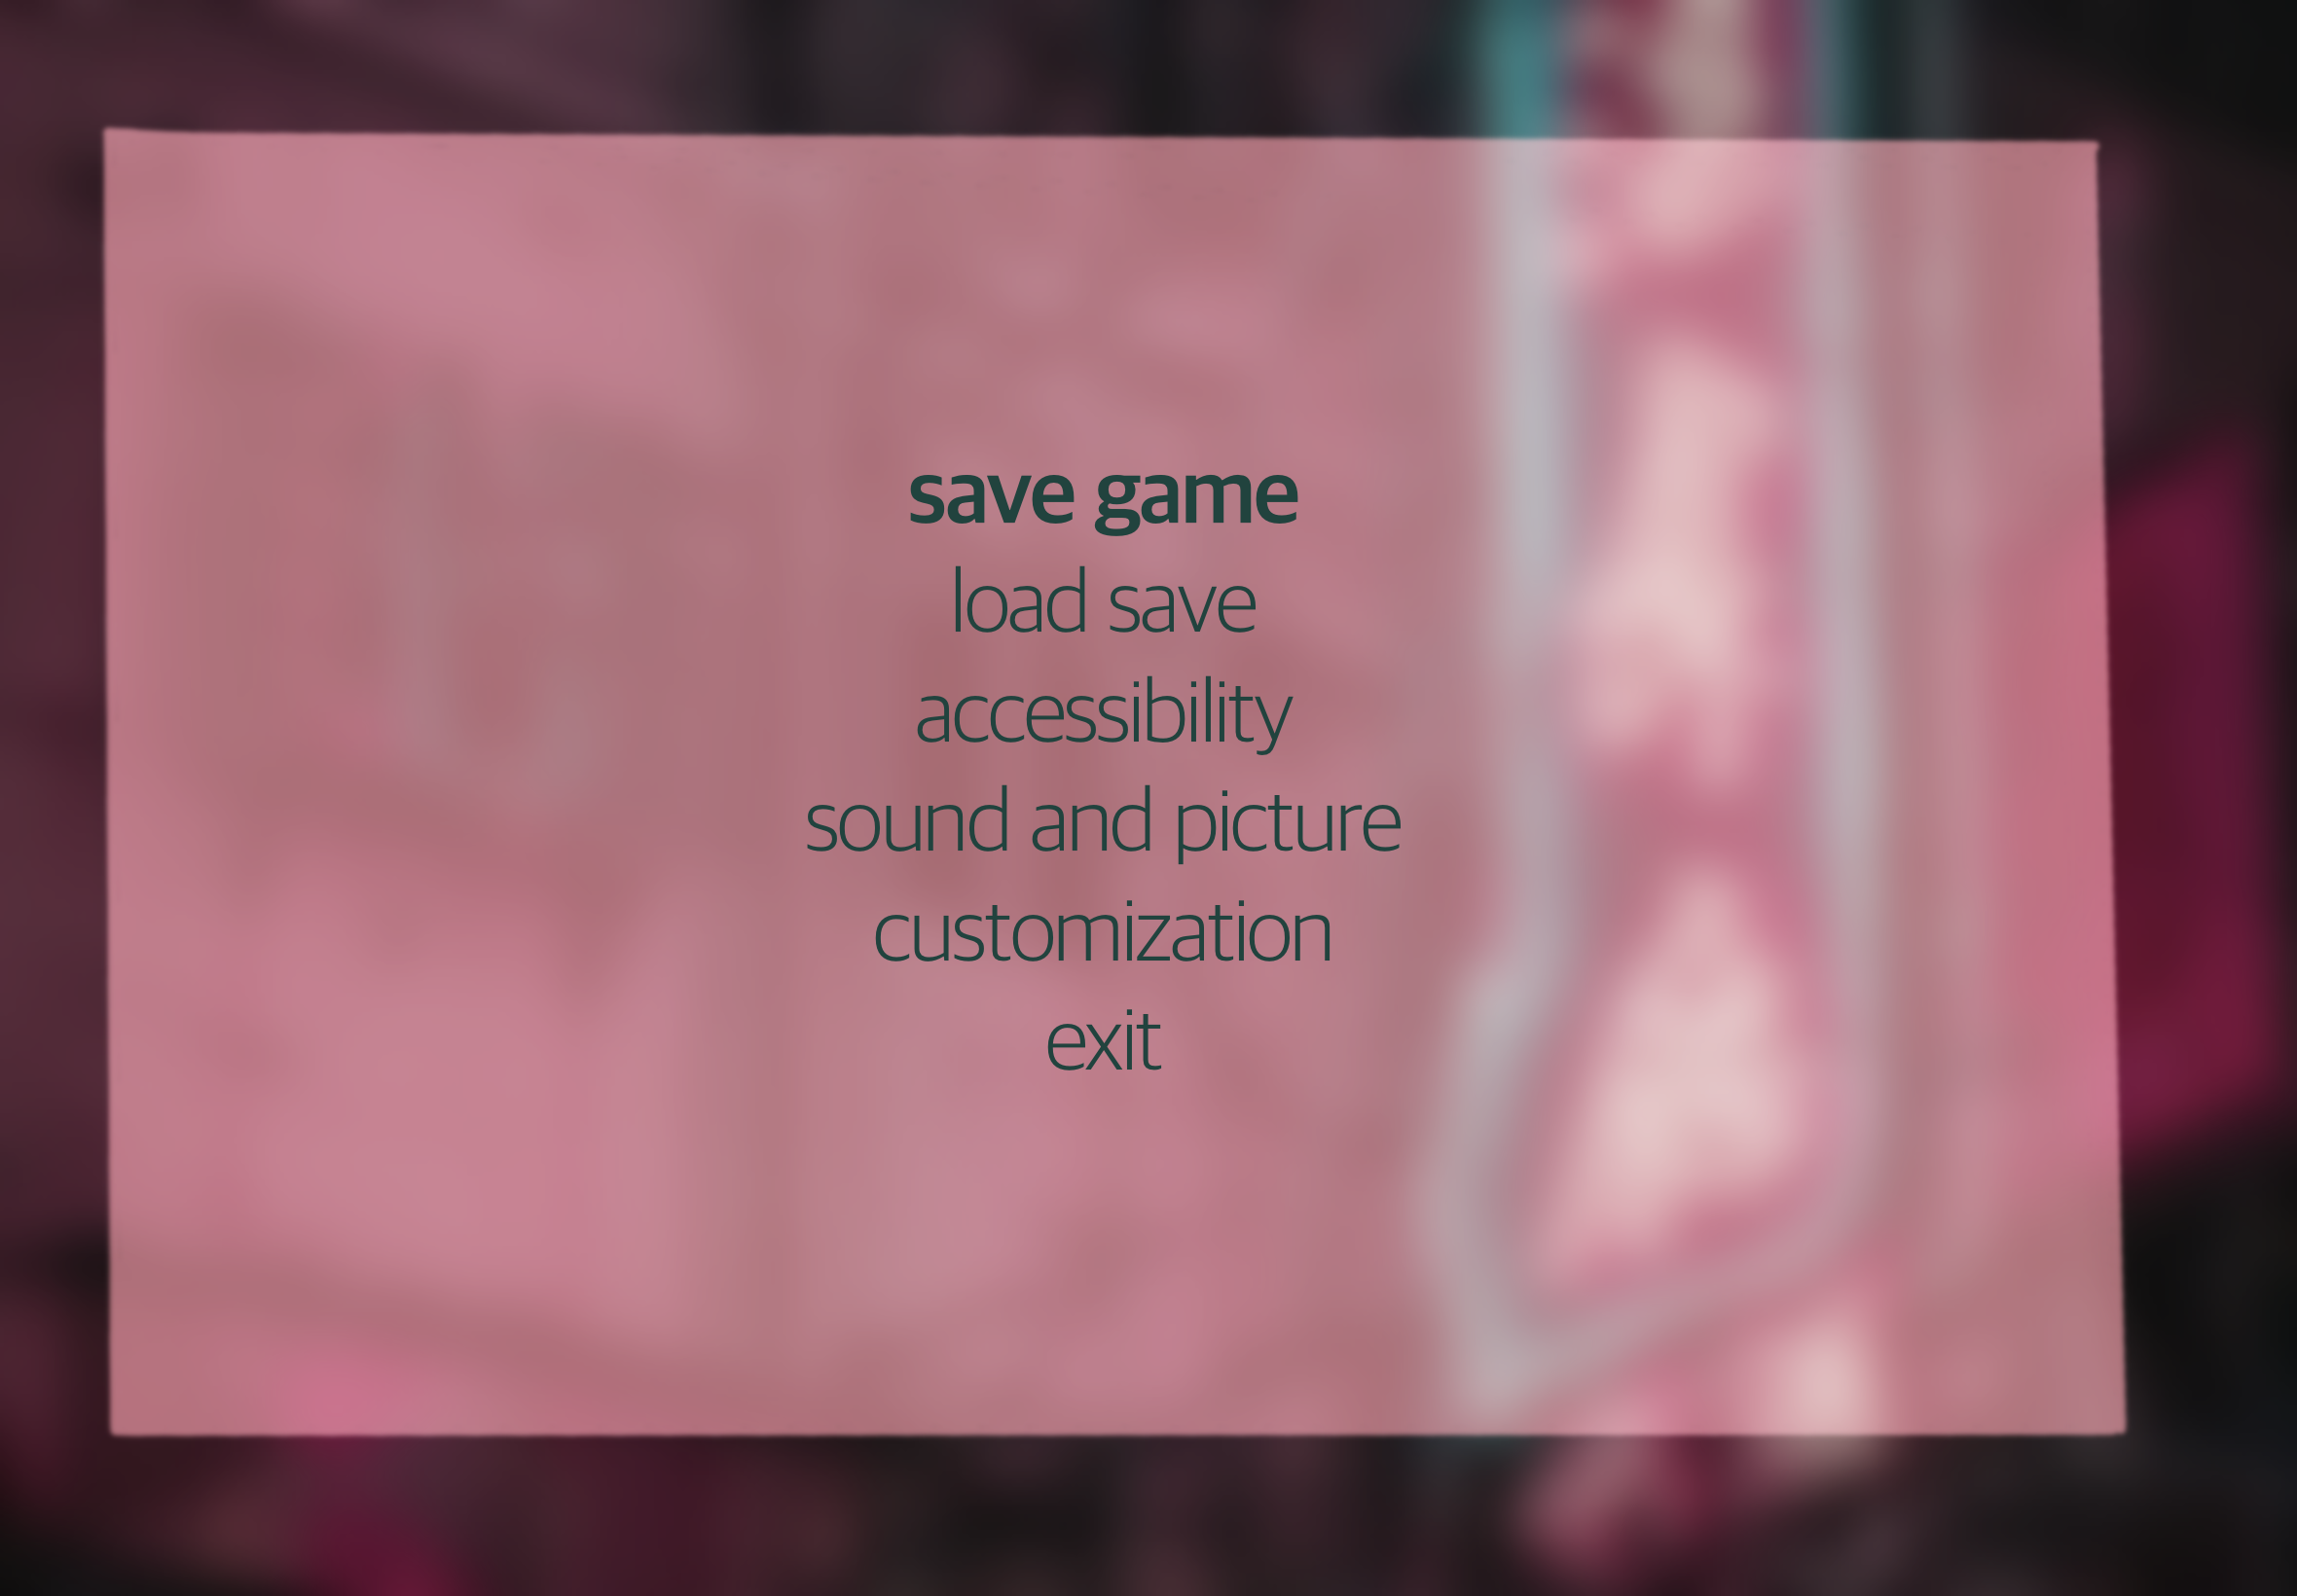 save game
load save
accessibility
sound and picture
customization
exit